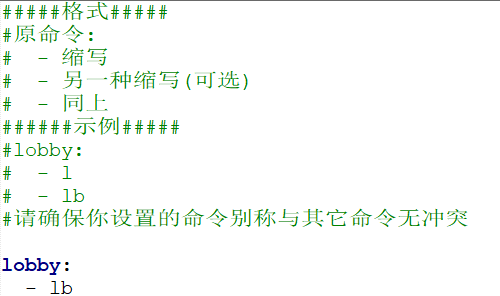 #####格式#####
#原命令:
#  - 缩写
#  - 另一种缩写(可选)
#  - 同上
######示例#####
#lobby:
#  - l
#  - lb
#请确保你设置的命令别称与其它命令无冲突
lobby:
  - lb